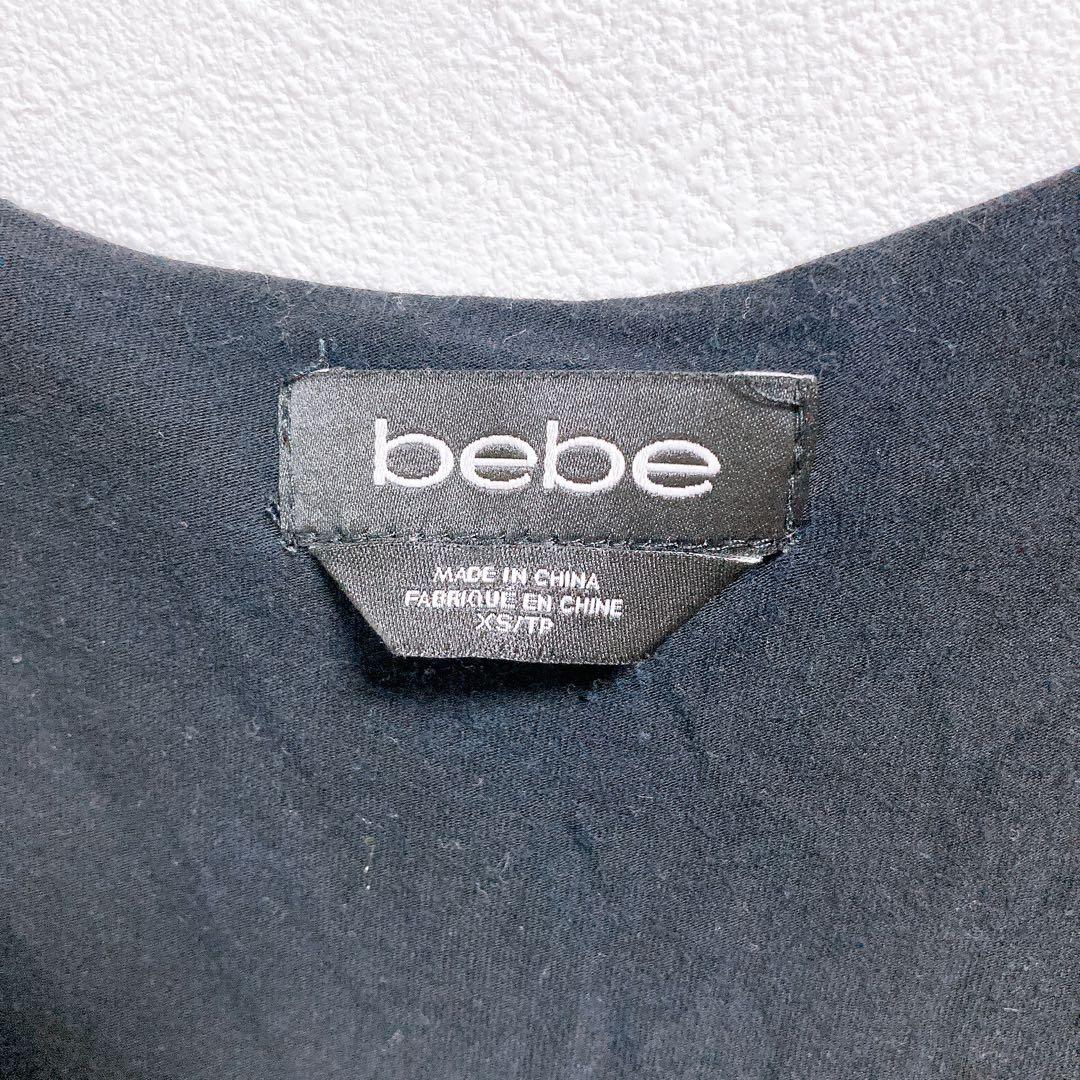 bebe
MADE IN CHINA
FABRIQUE EN CHINE
XS/TP